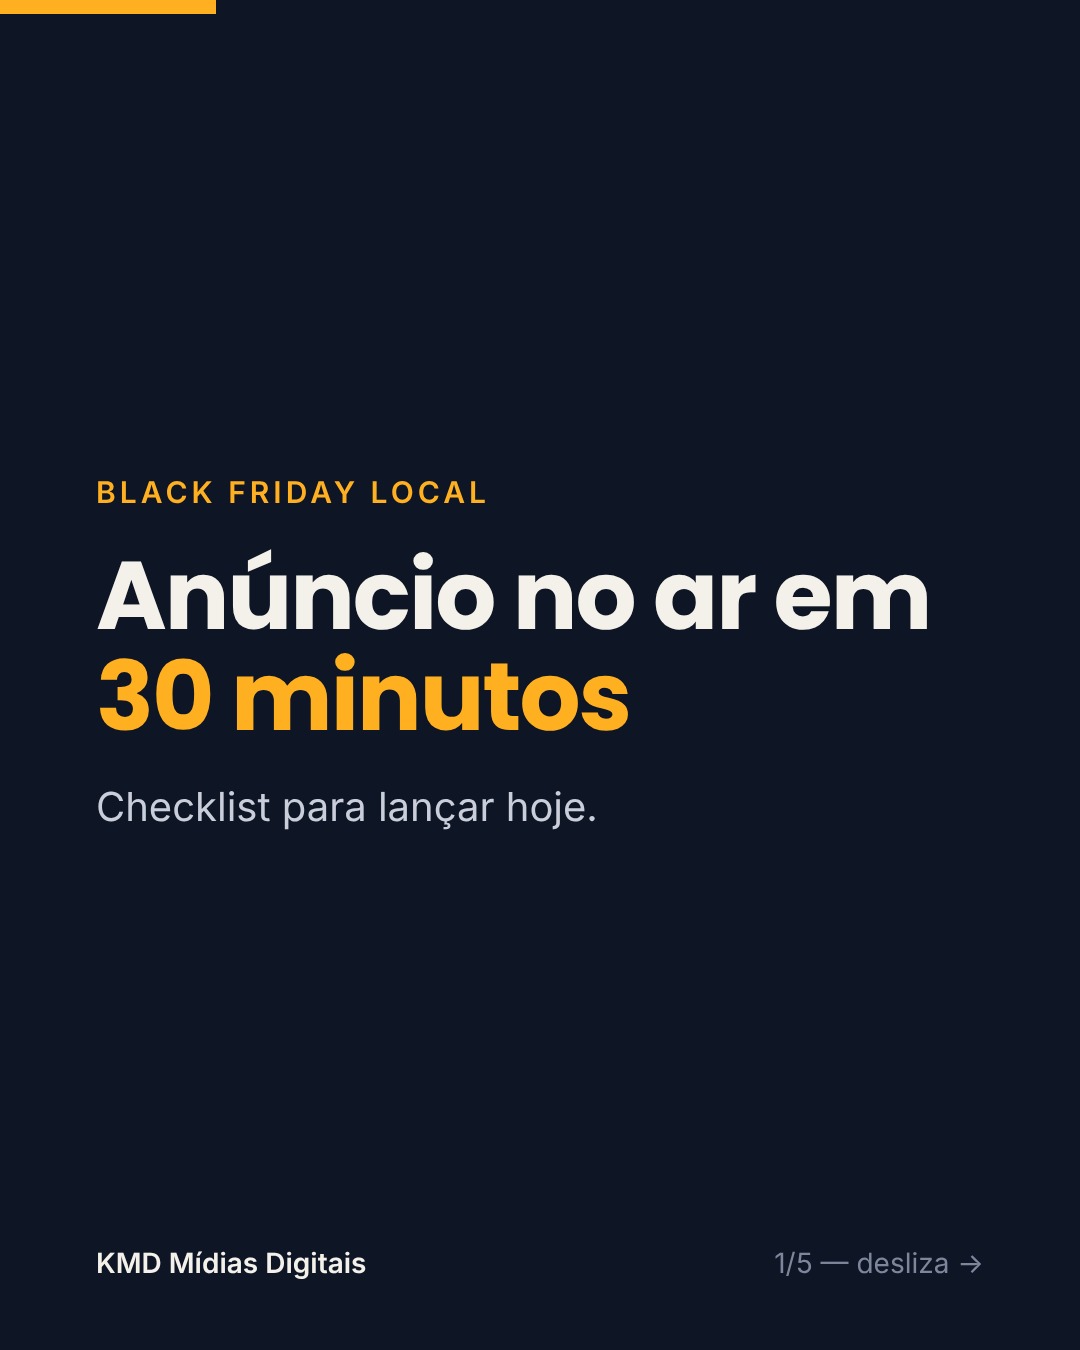 BLACK FRIDAY LOCAL
Anúncio no ar em
30 minutos
Checklist para lançar hoje.
KMD Mídias Digitais
1/5 — desliza →